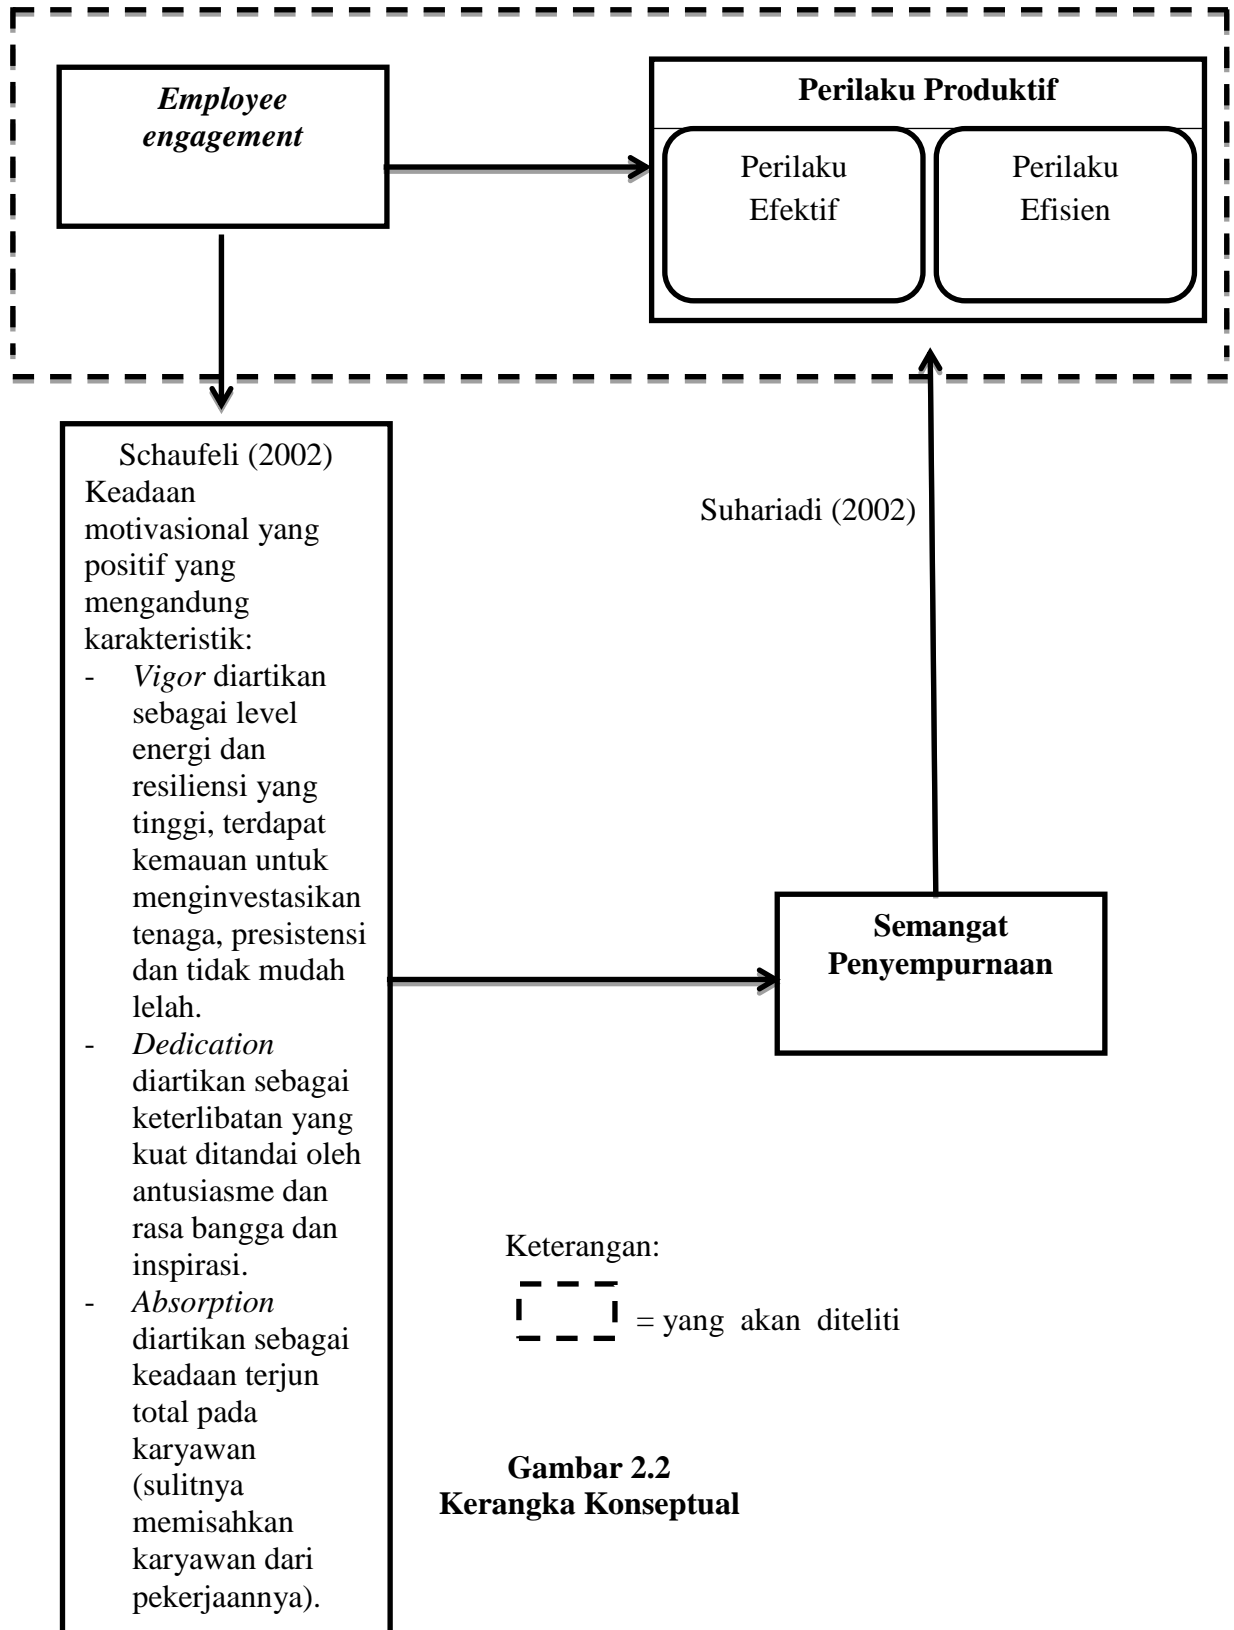 Employee
engagement
Perilaku Produktif
Perilaku
Efektif
Perilaku
Efisien
Schaufeli (2002)
Keadaan
motivasional yang
positif yang
mengandung
karakteristik:
- Vigor diartikan
sebagai level
energi dan
resiliensi yang
tinggi, terdapat
kemauan untuk
menginvestasikan
tenaga, presistensi
dan tidak mudah
lelah.
- Dedication
diartikan sebagai
keterlibatan yang
kuat ditandai oleh
antusiasme dan
rasa bangga dan
inspirasi.
- Absorption
diartikan sebagai
keadaan terjun
total pada
karyawan
(sulitnya
memisahkan
karyawan dari
pekerjaannya).
Suhariadi (2002)
Semangat
Penyempurnaan
Keterangan:
= yang akan diteliti
Gambar 2.2
Kerangka Konseptual